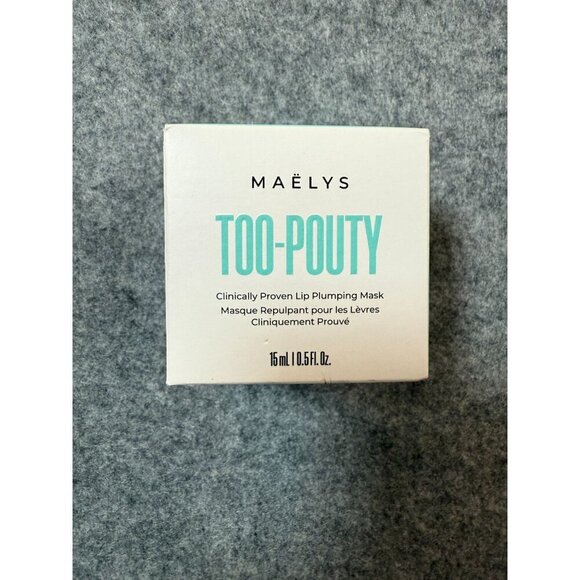 MAËLYS
TOO-POUTY
Clinically Proven Lip Plumping Mask
Masque Repulpant pour les Lèvres
Cliniquement Prouvé
15 mL | 0.5 Fl. Oz.